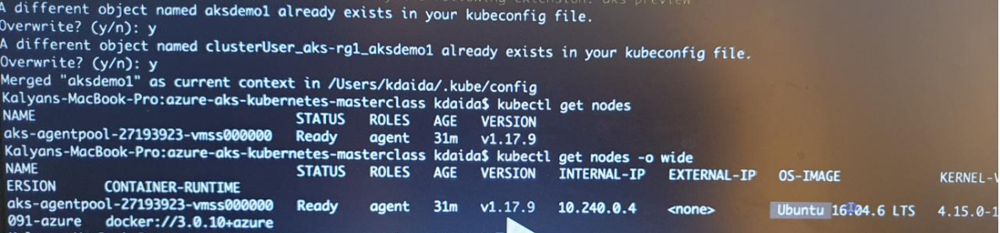 A different object named aksdemo1 already exists in your kubeconfig file.
Overwrite? (y/n): y
A different object named clusterUser_aks-rg1_aksdemo1 already exists in your kubeconfig file.
Overwrite? (y/n): y
Merged "aksdemo1" as current context in /Users/kdaida/.kube/config
Kalyans-MacBook-Pro:azure-aks-kubernetes-masterclass kdaida$ kubectl get nodes
NAME STATUS ROLES AGE VERSION
aks-agentpool-27193923-vmss000000 Ready agent 31m v1.17.9
Kalyans-MacBook-Pro:azure-aks-kubernetes-masterclass kdaida$ kubectl get nodes -o wide
NAME STATUS ROLES AGE VERSION INTERNAL-IP EXTERNAL-IP OS-IMAGE KERNEL-V
ERSION CONTAINER-RUNTIME
aks-agentpool-27193923-vmss000000 Ready agent 31m v1.17.9 10.240.0.4 <none> Ubuntu 16.04.6 LTS 4.15.0-1
091-azure docker://3.0.10+azure